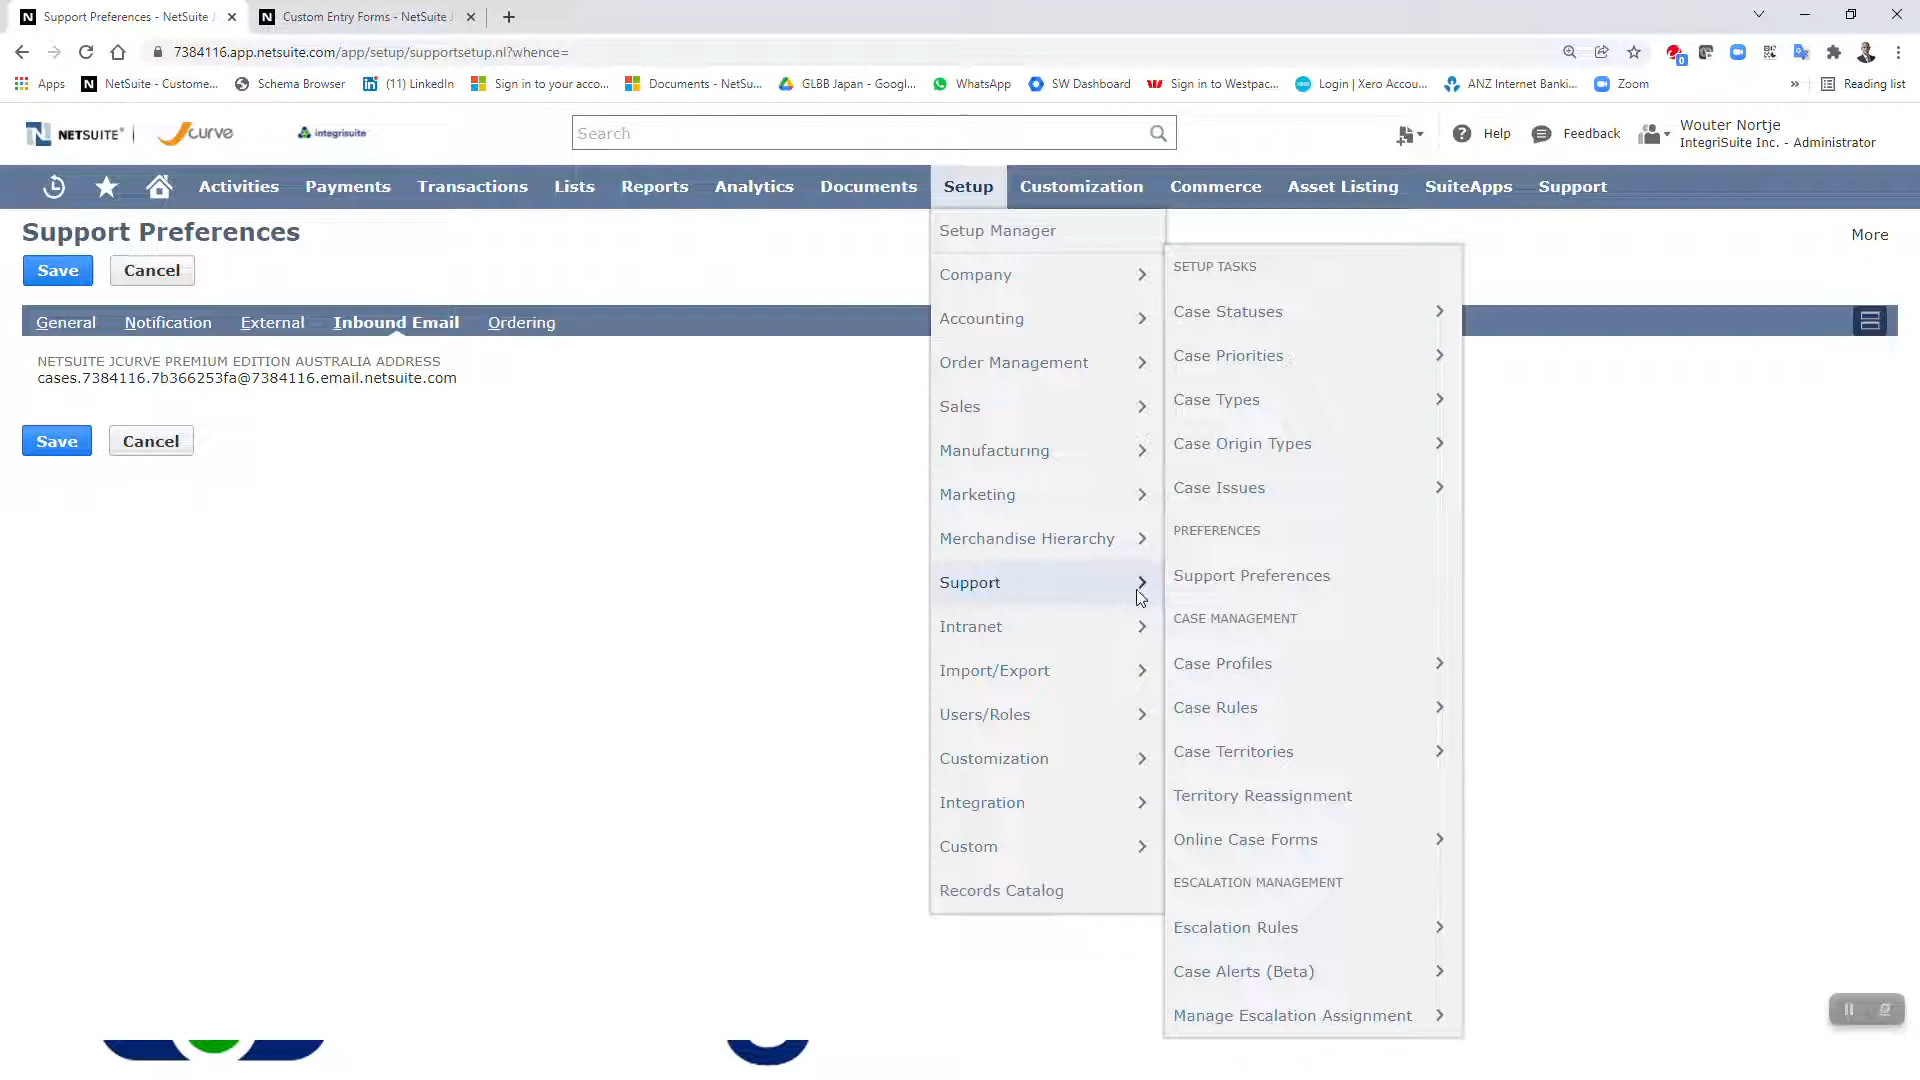 Support Preferences - NetSuite J
Custom Entry Forms - NetSuite J
7384116.app.netsuite.com/app/setup/supportsetup.nl?whence=
0
Apps
NetSuite - Custome...
Schema Browser
(11) LinkedIn
Sign in to your acco...
Documents - NetSu...
GLBB Japan - Googl...
WhatsApp
SW Dashboard
Sign in to Westpac...
Login | Xero Accou...
ANZ Internet Banki...
Zoom
»
Reading list
NETSUITE
Jcurve
integrisuite
Search
Help
Feedback
Wouter Nortje
IntegriSuite Inc. - Administrator
Activities
Payments
Transactions
Lists
Reports
Analytics
Documents
Setup
Customization
Commerce
Asset Listing
SuiteApps
Support
Support Preferences
More
Save
Cancel
General
Notification
External
Inbound Email
Ordering
NETSUITE JCURVE PREMIUM EDITION AUSTRALIA ADDRESS
cases.7384116.7b366253fa@7384116.email.netsuite.com
Save
Cancel
Setup Manager
Company
Accounting
Order Management
Sales
Manufacturing
Marketing
Merchandise Hierarchy
Support
Intranet
Import/Export
Users/Roles
Customization
Integration
Custom
Records Catalog
SETUP TASKS
Case Statuses
Case Priorities
Case Types
Case Origin Types
Case Issues
PREFERENCES
Support Preferences
CASE MANAGEMENT
Case Profiles
Case Rules
Case Territories
Territory Reassignment
Online Case Forms
ESCALATION MANAGEMENT
Escalation Rules
Case Alerts (Beta)
Manage Escalation Assignment